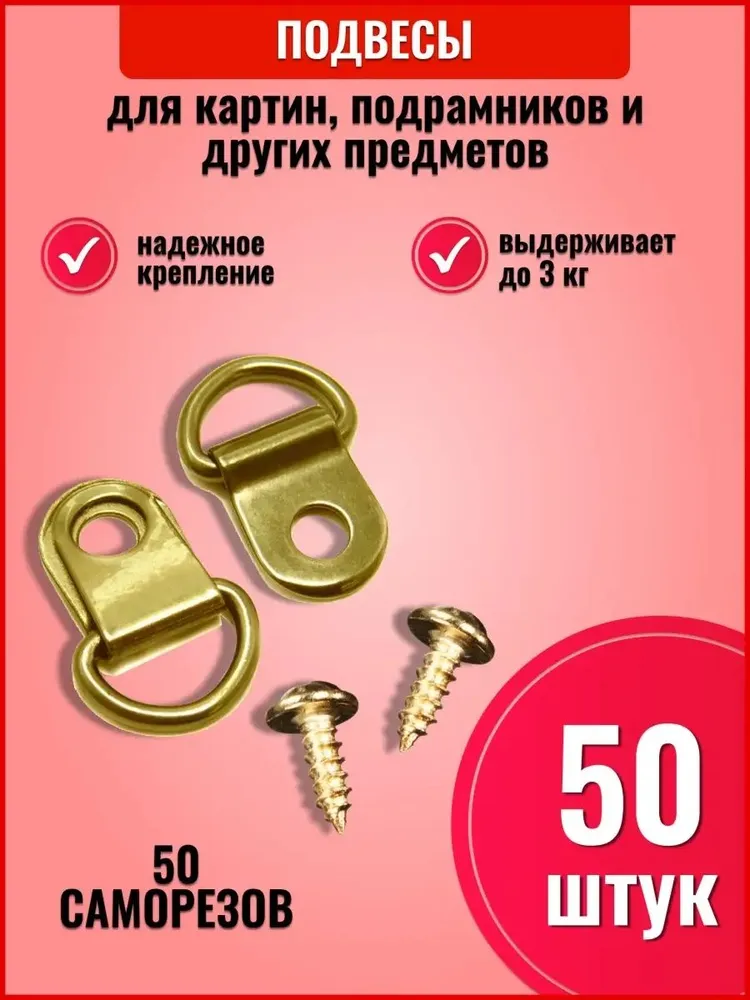 ПОДВЕСЫ
для картин, подрамников и
других предметов
надежное
крепление
выдерживает
до 3 кг
50
САМОРЕЗОВ
50
штук